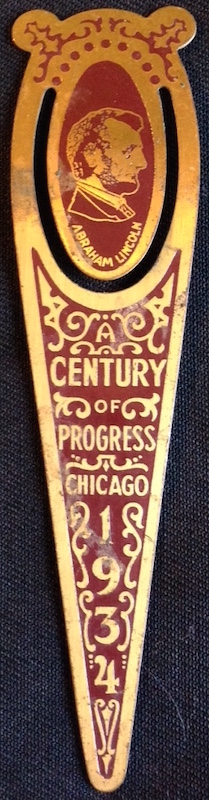 ABRAHAM LINCOLN
A
CENTURY
OF
PROGRESS
CHICAGO
1
9
3
4